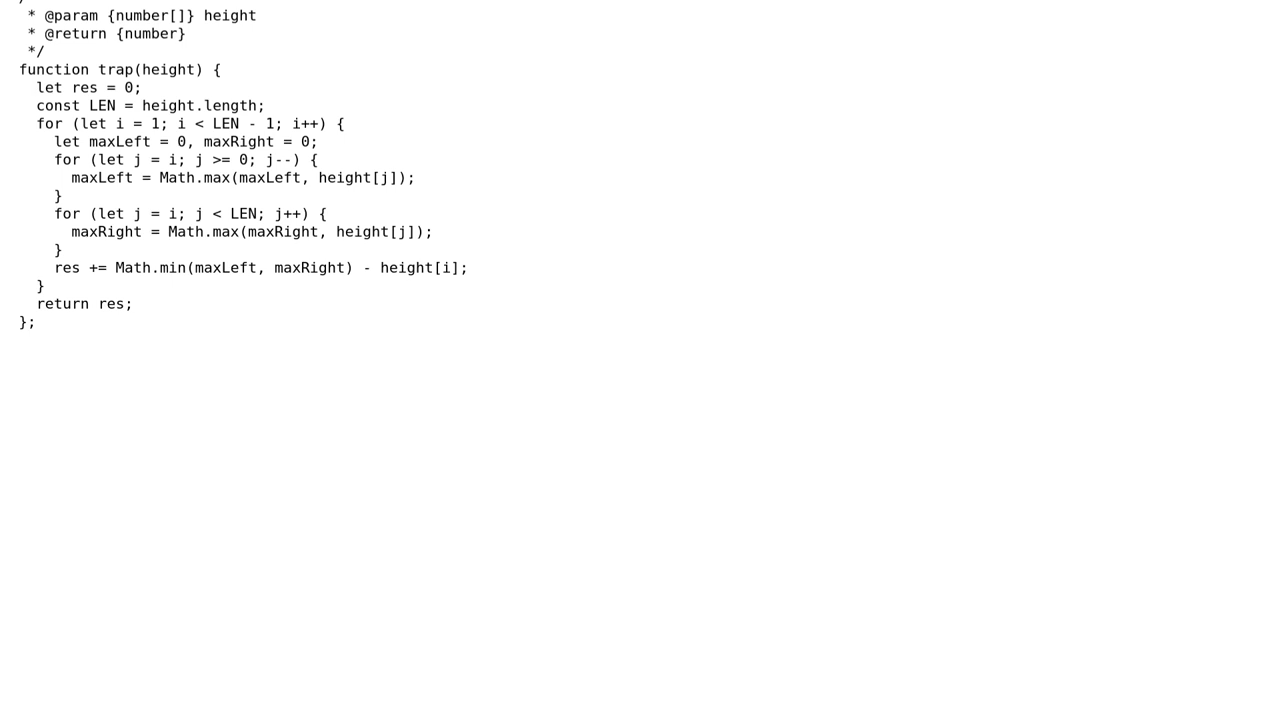 * @param {number[]} height
 * @return {number}
 */
function trap(height) {
  let res = 0;
  const LEN = height.length;
  for (let i = 1; i < LEN - 1; i++) {
    let maxLeft = 0, maxRight = 0;
    for (let j = i; j >= 0; j--) {
      maxLeft = Math.max(maxLeft, height[j]);
    }
    for (let j = i; j < LEN; j++) {
      maxRight = Math.max(maxRight, height[j]);
    }
    res += Math.min(maxLeft, maxRight) - height[i];
  }
  return res;
};